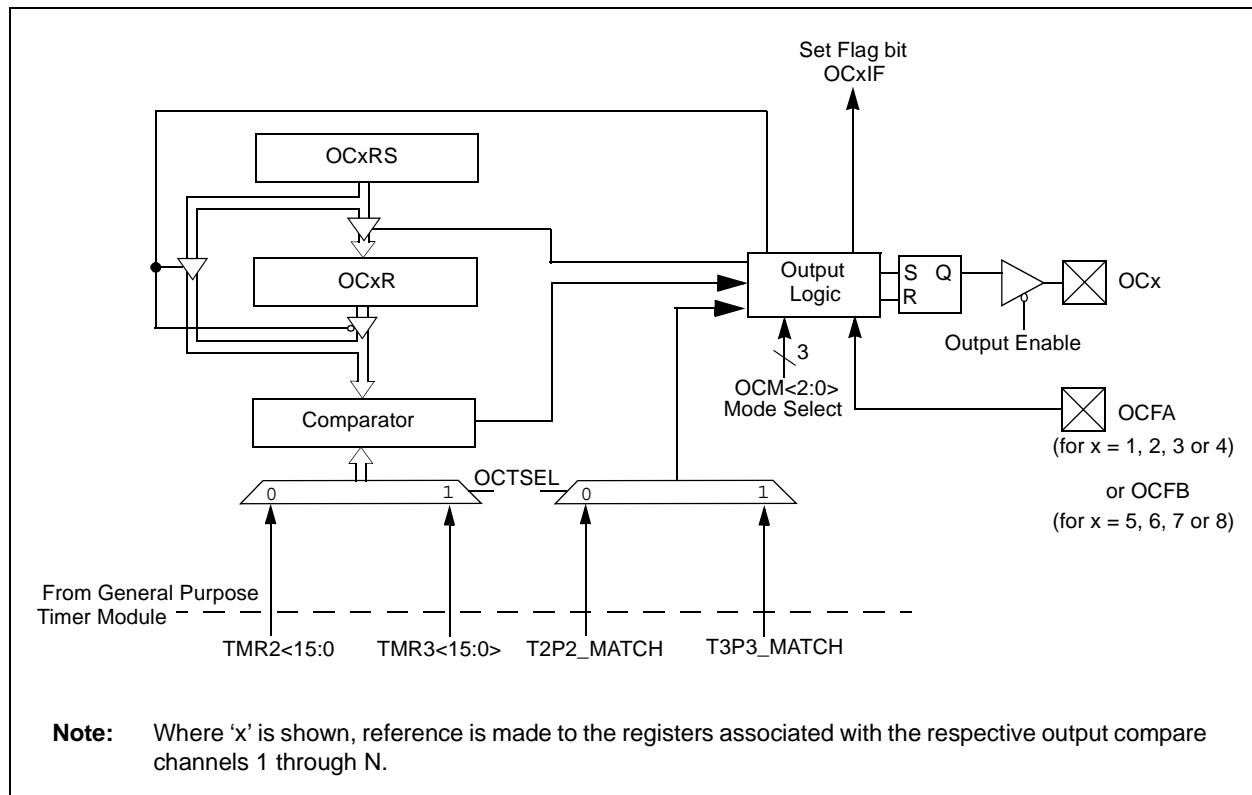 Set Flag bit
OCxIF
OCxRS
OCxR
Output
Logic
S Q
R
OCx
Output Enable
3
OCM<2:0>
Mode Select
OCFA
(for x = 1, 2, 3 or 4)
or OCFB
(for x = 5, 6, 7 or 8)
Comparator
0 1
OCTSEL
0 1
From General Purpose
Timer Module
TMR2<15:0
TMR3<15:0>
T2P2_MATCH
T3P3_MATCH
Note: Where ‘x’ is shown, reference is made to the registers associated with the respective output compare
channels 1 through N.